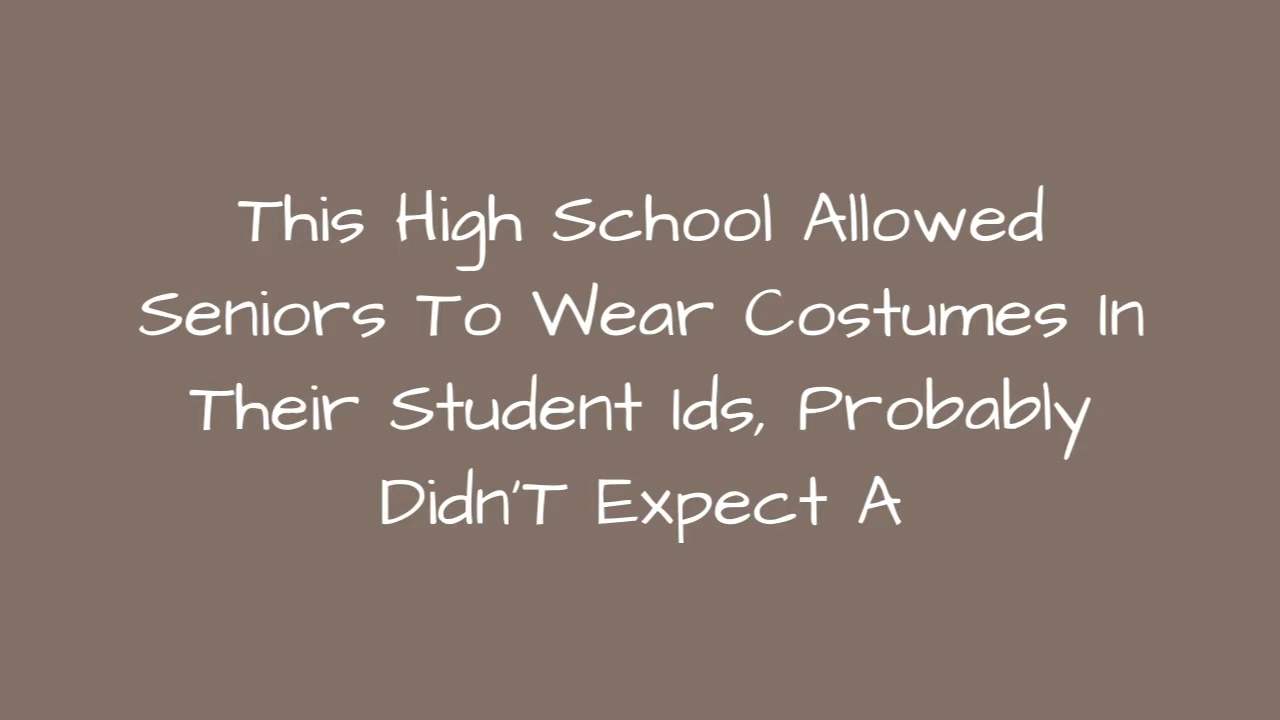 This High School Allowed
Seniors To Wear Costumes In
Their Student Ids, Probably
Didn'T Expect A